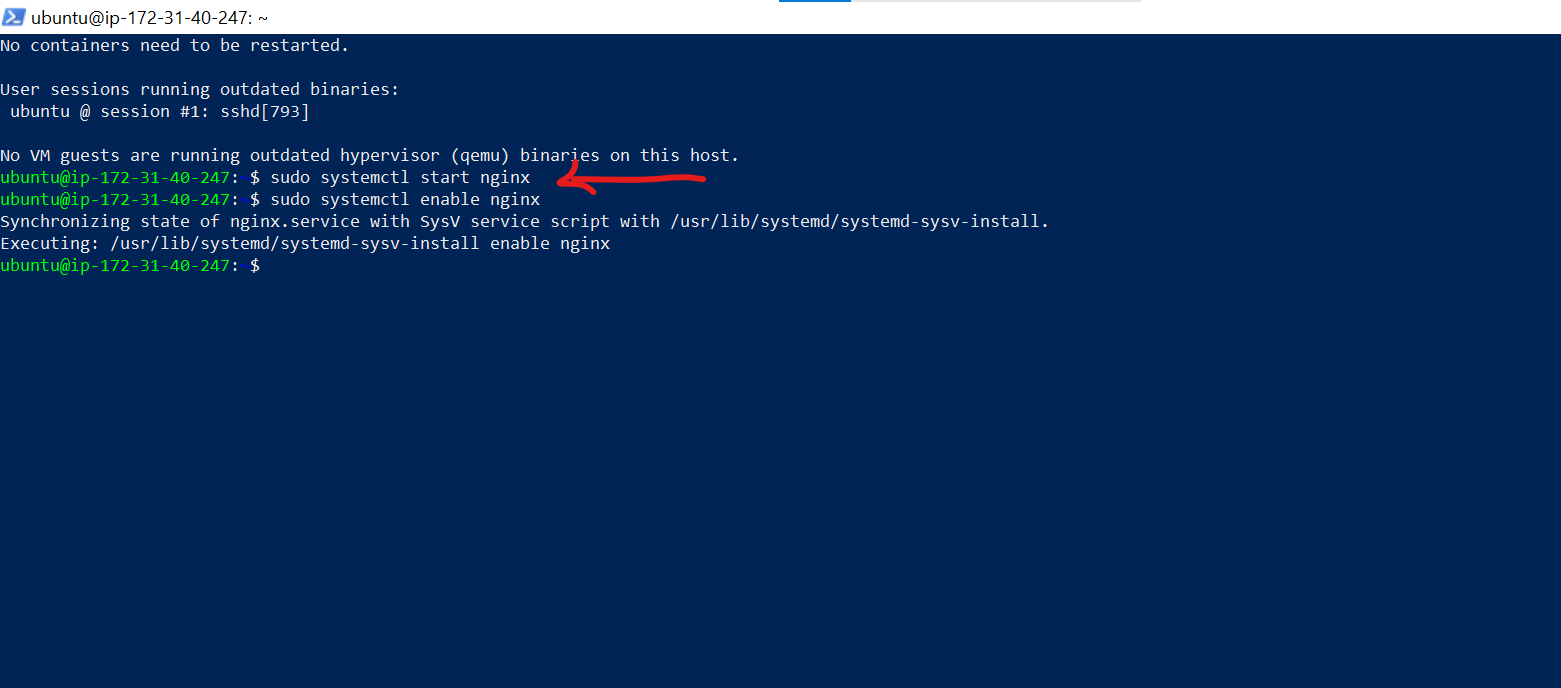 ubuntu@ip-172-31-40-247: ~
No containers need to be restarted.
User sessions running outdated binaries:
ubuntu @ session #1: sshd[793]
No VM guests are running outdated hypervisor (qemu) binaries on this host.
ubuntu@ip-172-31-40-247:~$ sudo systemctl start nginx
ubuntu@ip-172-31-40-247:~$ sudo systemctl enable nginx
Synchronizing state of nginx.service with SysV service script with /usr/lib/systemd/systemd-sysv-install.
Executing: /usr/lib/systemd/systemd-sysv-install enable nginx
ubuntu@ip-172-31-40-247:~$